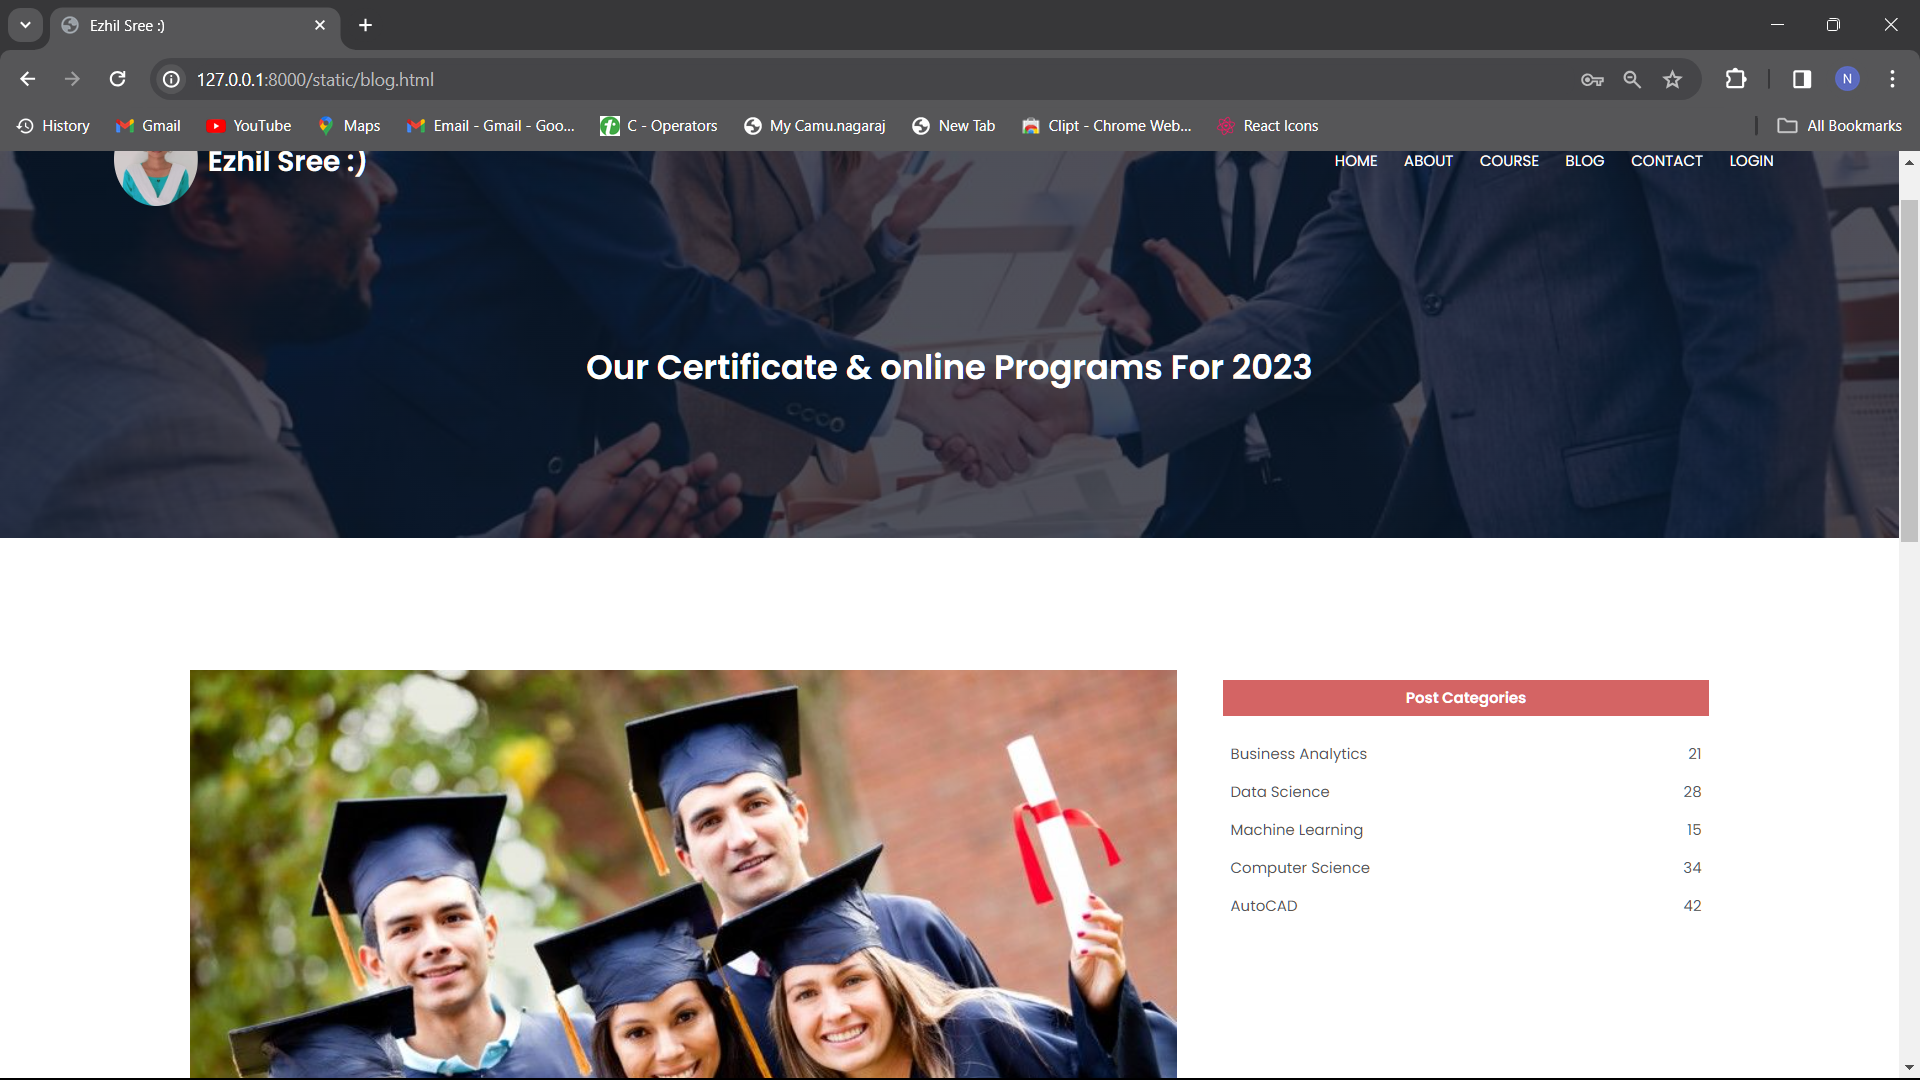 Ezhil Sree :)
127.0.0.1:8000/static/blog.html
N
History
Gmail
YouTube
Maps
Email - Gmail - Goo...
C - Operators
My Camu.nagaraj
New Tab
Clipt - Chrome Web...
React Icons
All Bookmarks
Ezhil Sree :)
HOME ABOUT COURSE BLOG CONTACT LOGIN
Our Certificate & online Programs For 2023
Post Categories
Business Analytics 21
Data Science 28
Machine Learning 15
Computer Science 34
AutoCAD 42